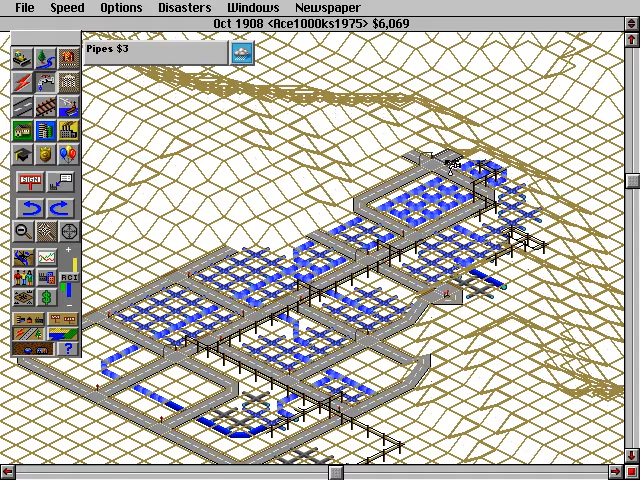 File Speed Options Disasters Windows Newspaper
Oct 1908 <Ace1000ks1975> $6,069
Pipes $3
SIGN
RCI
?